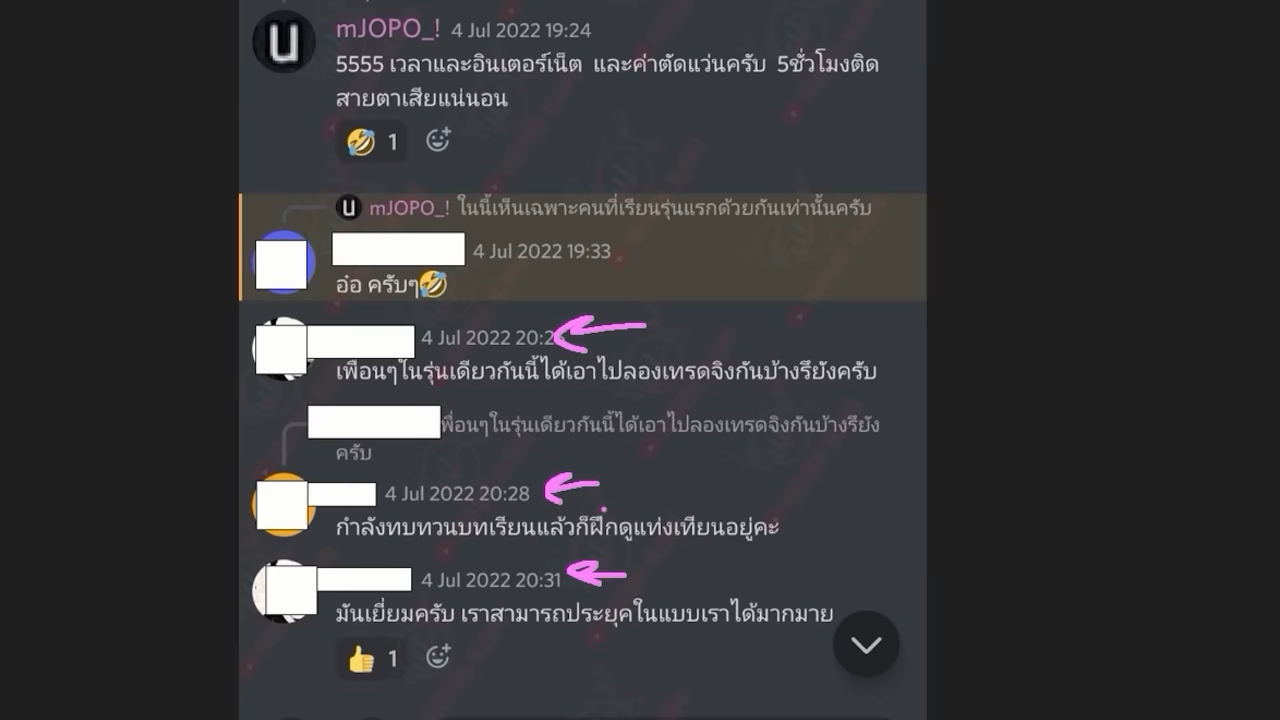 mJOPO_! 4 Jul 2022 19:24
5555 เวลาและอินเตอร์เน็ต และค่าตัดแว่นครับ 5ชั่วโมงติด
สายตาเสียแน่นอน
1
mJOPO_! ในนี้เห็นเฉพาะคนที่เรียนรุ่นแรกด้วยกันเท่านั้นครับ
4 Jul 2022 19:33
อ๋อ ครับๆ🤣
4 Jul 2022
เพื่อนๆในรุ่นเดียวกันนี้ได้เอาไปลองเทรดจิงกันบ้างรึยังครับ
พื่อนๆในรุ่นเดียวกันนี้ได้เอาไปลองเทรดจิงกันบ้างรึยัง
ครับ
4 Jul 2022 20:28
กำลังทบทวนบทเรียนแล้วก็ฝึกดูแท่งเทียนอยู่คะ
4 Jul 2022 20:31
มันเยี่ยมครับ เราสามารถประยุคในแบบเราได้มากมาย
1